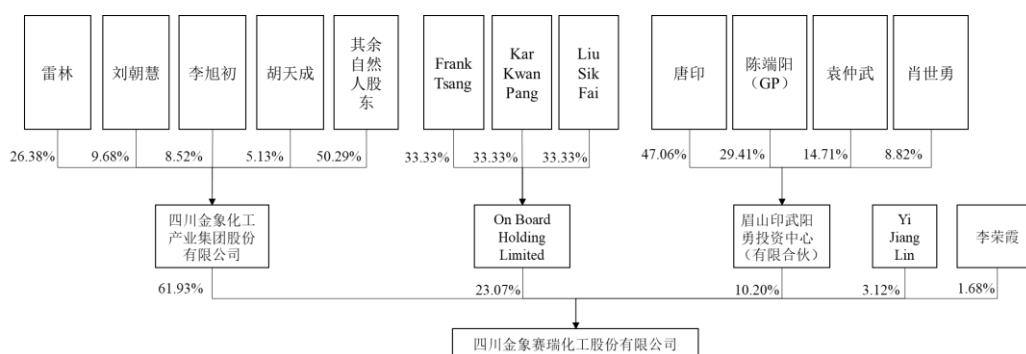 雷林
刘朝慧
李旭初
胡天成
其余
自然
人股
东
Frank
Tsang
Kar
Kwan
Pang
Liu
Sik
Fai
唐印
陈端阳
（GP）
袁仲武
肖世勇
26.38%
9.68%
8.52%
5.13%
50.29%
33.33%
33.33%
33.33%
47.06%
29.41%
14.71%
8.82%
四川金象化工
产业集团股份
有限公司
On Board
Holding
Limited
眉山印武阳
勇投资中心
（有限合伙）
Yi
Jiang
Lin
李荣霞
61.93%
23.07%
10.20%
3.12%
1.68%
四川金象赛瑞化工股份有限公司